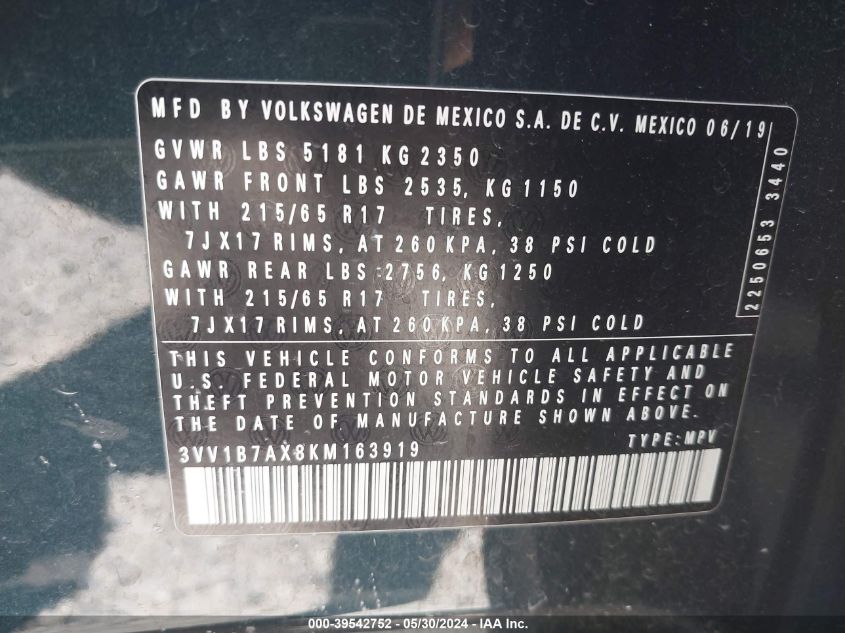 MFD BY VOLKSWAGEN DE MEXICO S.A. DE C.V. MEXICO 06/19
GVWR LBS 5181 KG 2350
GAWR FRONT LBS 2535, KG 1150
WITH 215/65 R17 TIRES,
7JX17 RIMS, AT 260 KPA, 38 PSI COLD
GAWR REAR LBS 2756, KG 1250
WITH 215/65 R17 TIRES,
7JX17 RIMS, AT 260 KPA, 38 PSI COLD
2250653 3440
THIS VEHICLE CONFORMS TO ALL APPLICABLE
U.S. FEDERAL MOTOR VEHICLE SAFETY AND
THEFT PREVENTION STANDARDS IN EFFECT ON
THE DATE OF MANUFACTURE SHOWN ABOVE.
3VV1B7AX8KM163919 TYPE:MPV
000-39542752 - 05/30/2024 - IAA Inc.